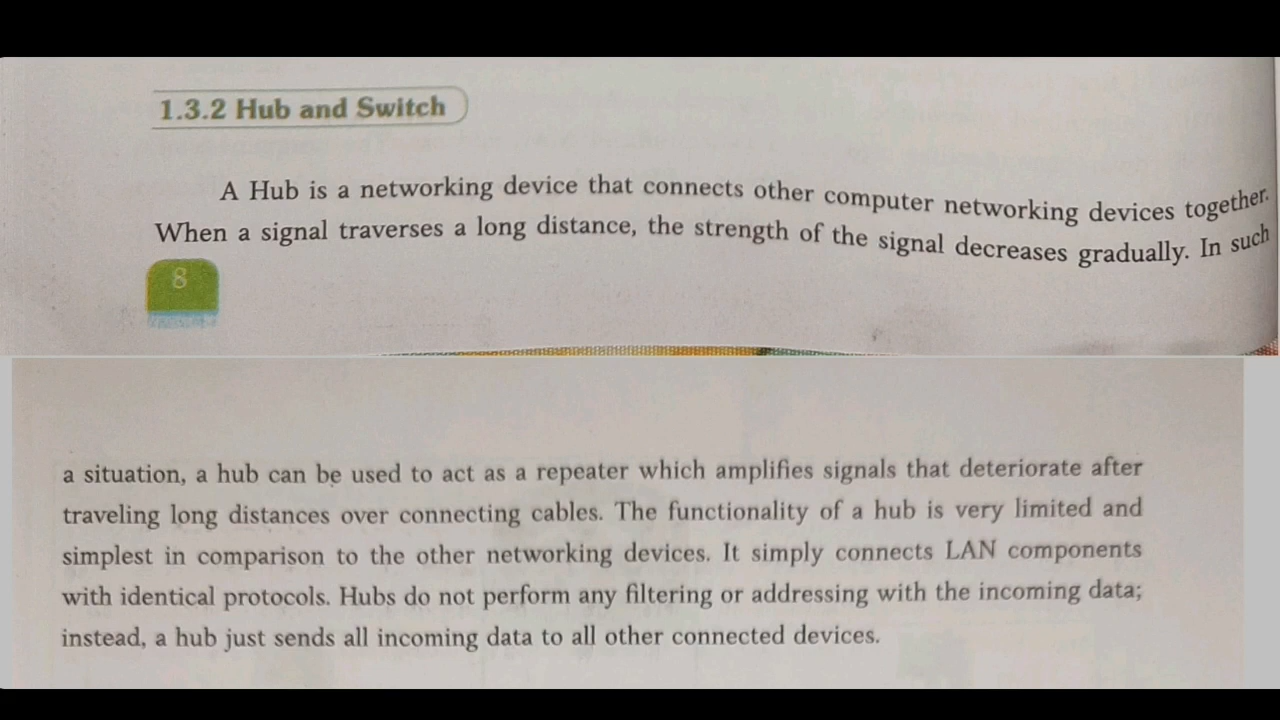 1.3.2 Hub and Switch
A Hub is a networking device that connects other computer networking devices together.
When a signal traverses a long distance, the strength of the signal decreases gradually. In such
8
a situation, a hub can be used to act as a repeater which amplifies signals that deteriorate after
traveling long distances over connecting cables. The functionality of a hub is very limited and
simplest in comparison to the other networking devices. It simply connects LAN components
with identical protocols. Hubs do not perform any filtering or addressing with the incoming data;
instead, a hub just sends all incoming data to all other connected devices.